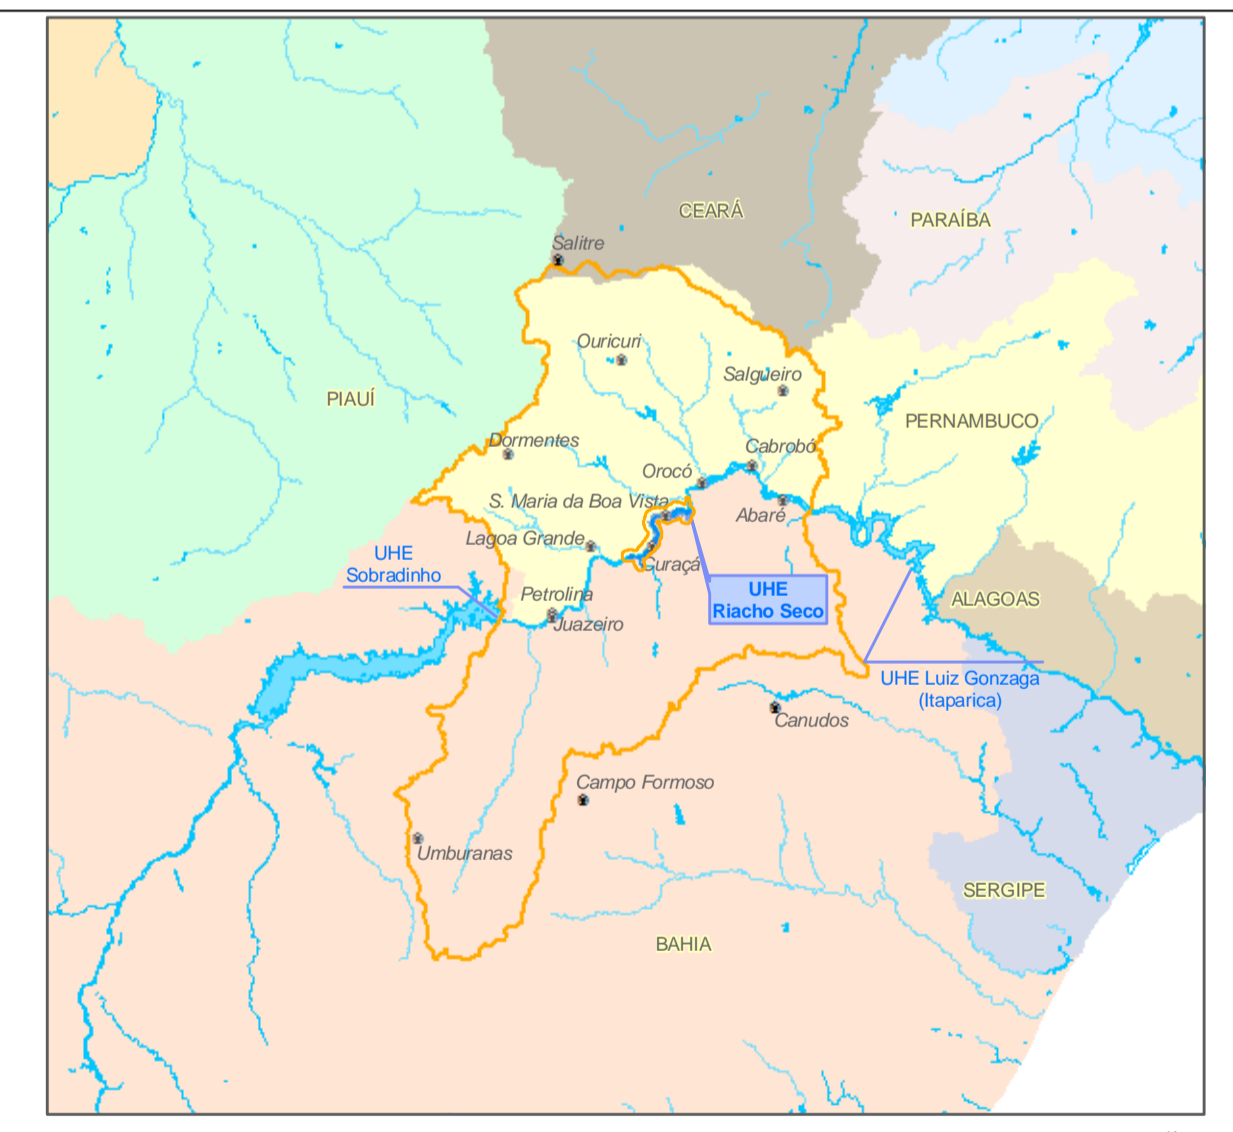 CEARÁ
PARAÍBA
Salitre
Ouricuri
Salgueiro
PIAUÍ
PERNAMBUCO
Dormentes
Cabrobó
Orocó
S. Maria da Boa Vista
Abaré
Lagoa Grande
UHE
Sobradinho
Curaçá
UHE
Riacho Seco
Petrolina
ALAGOAS
Juazeiro
UHE Luiz Gonzaga
(Itaparica)
Canudos
Campo Formoso
Umburanas
SERGIPE
BAHIA